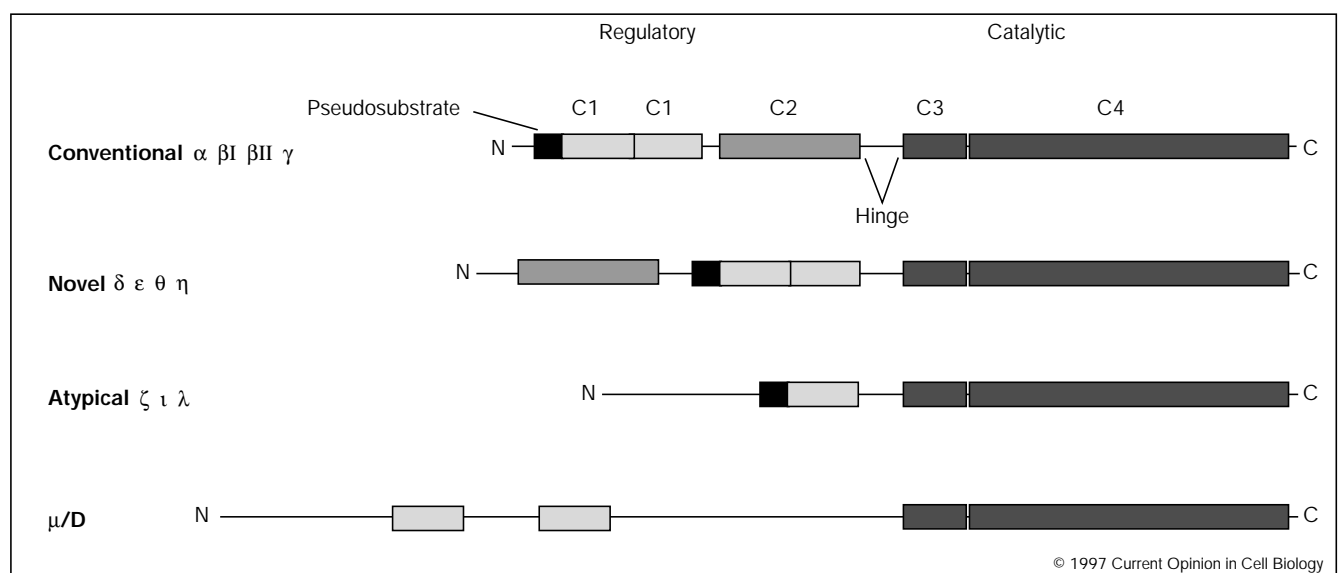 Regulatory Catalytic
Pseudosubstrate C1 C1 C2 C3 C4
Conventional α βI βII γ N C
Hinge
Novel δ ε θ η N C
Atypical ζ ι λ N C
μ/D N C
© 1997 Current Opinion in Cell Biology